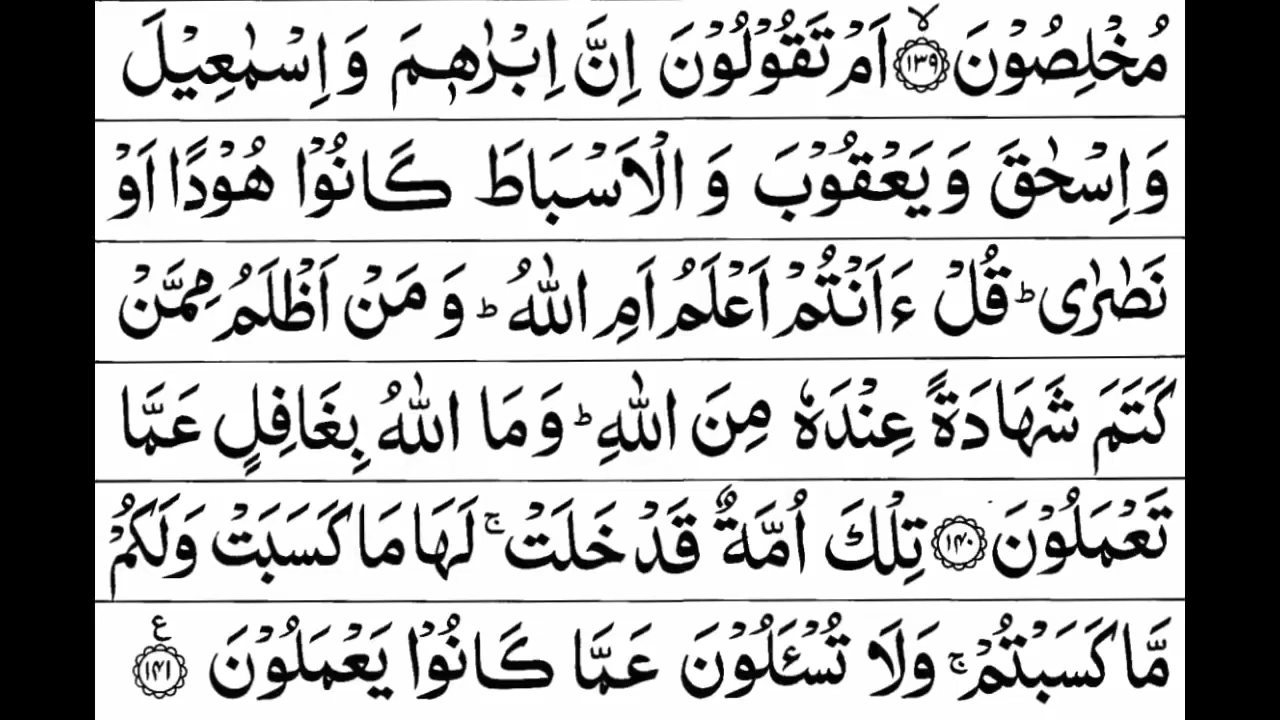 مُخْلِصُوْنَ ۙ﴿۱۳۹﴾ اَمْ تَقُوْلُوْنَ اِنَّ اِبْرٰهٖمَ وَ اِسْمٰعِیْلَ
وَ اِسْحٰقَ وَ یَعْقُوْبَ وَ الْاَسْبَاطَ كَانُوْا هُوْدًا اَوْ
نَصٰرٰی ؕ قُلْ ءَاَنْتُمْ اَعْلَمُ اَمِ اللّٰهُ ؕ وَ مَنْ اَظْلَمُ مِمَّنْ
كَتَمَ شَهَادَةً عِنْدَهٗ مِنَ اللّٰهِ ؕ وَ مَا اللّٰهُ بِغَافِلٍ عَمَّا
تَعْمَلُوْنَ ﴿۱۴۰﴾ تِلْكَ اُمَّةٌ قَدْ خَلَتْ ۚ لَهَا مَا كَسَبَتْ وَ لَكُمْ
مَّا كَسَبْتُمْ ۚ وَلَا تُسْـَٔلُوْنَ عَمَّا كَانُوْا یَعْمَلُوْنَ ﴿۱۴۱﴾ ع